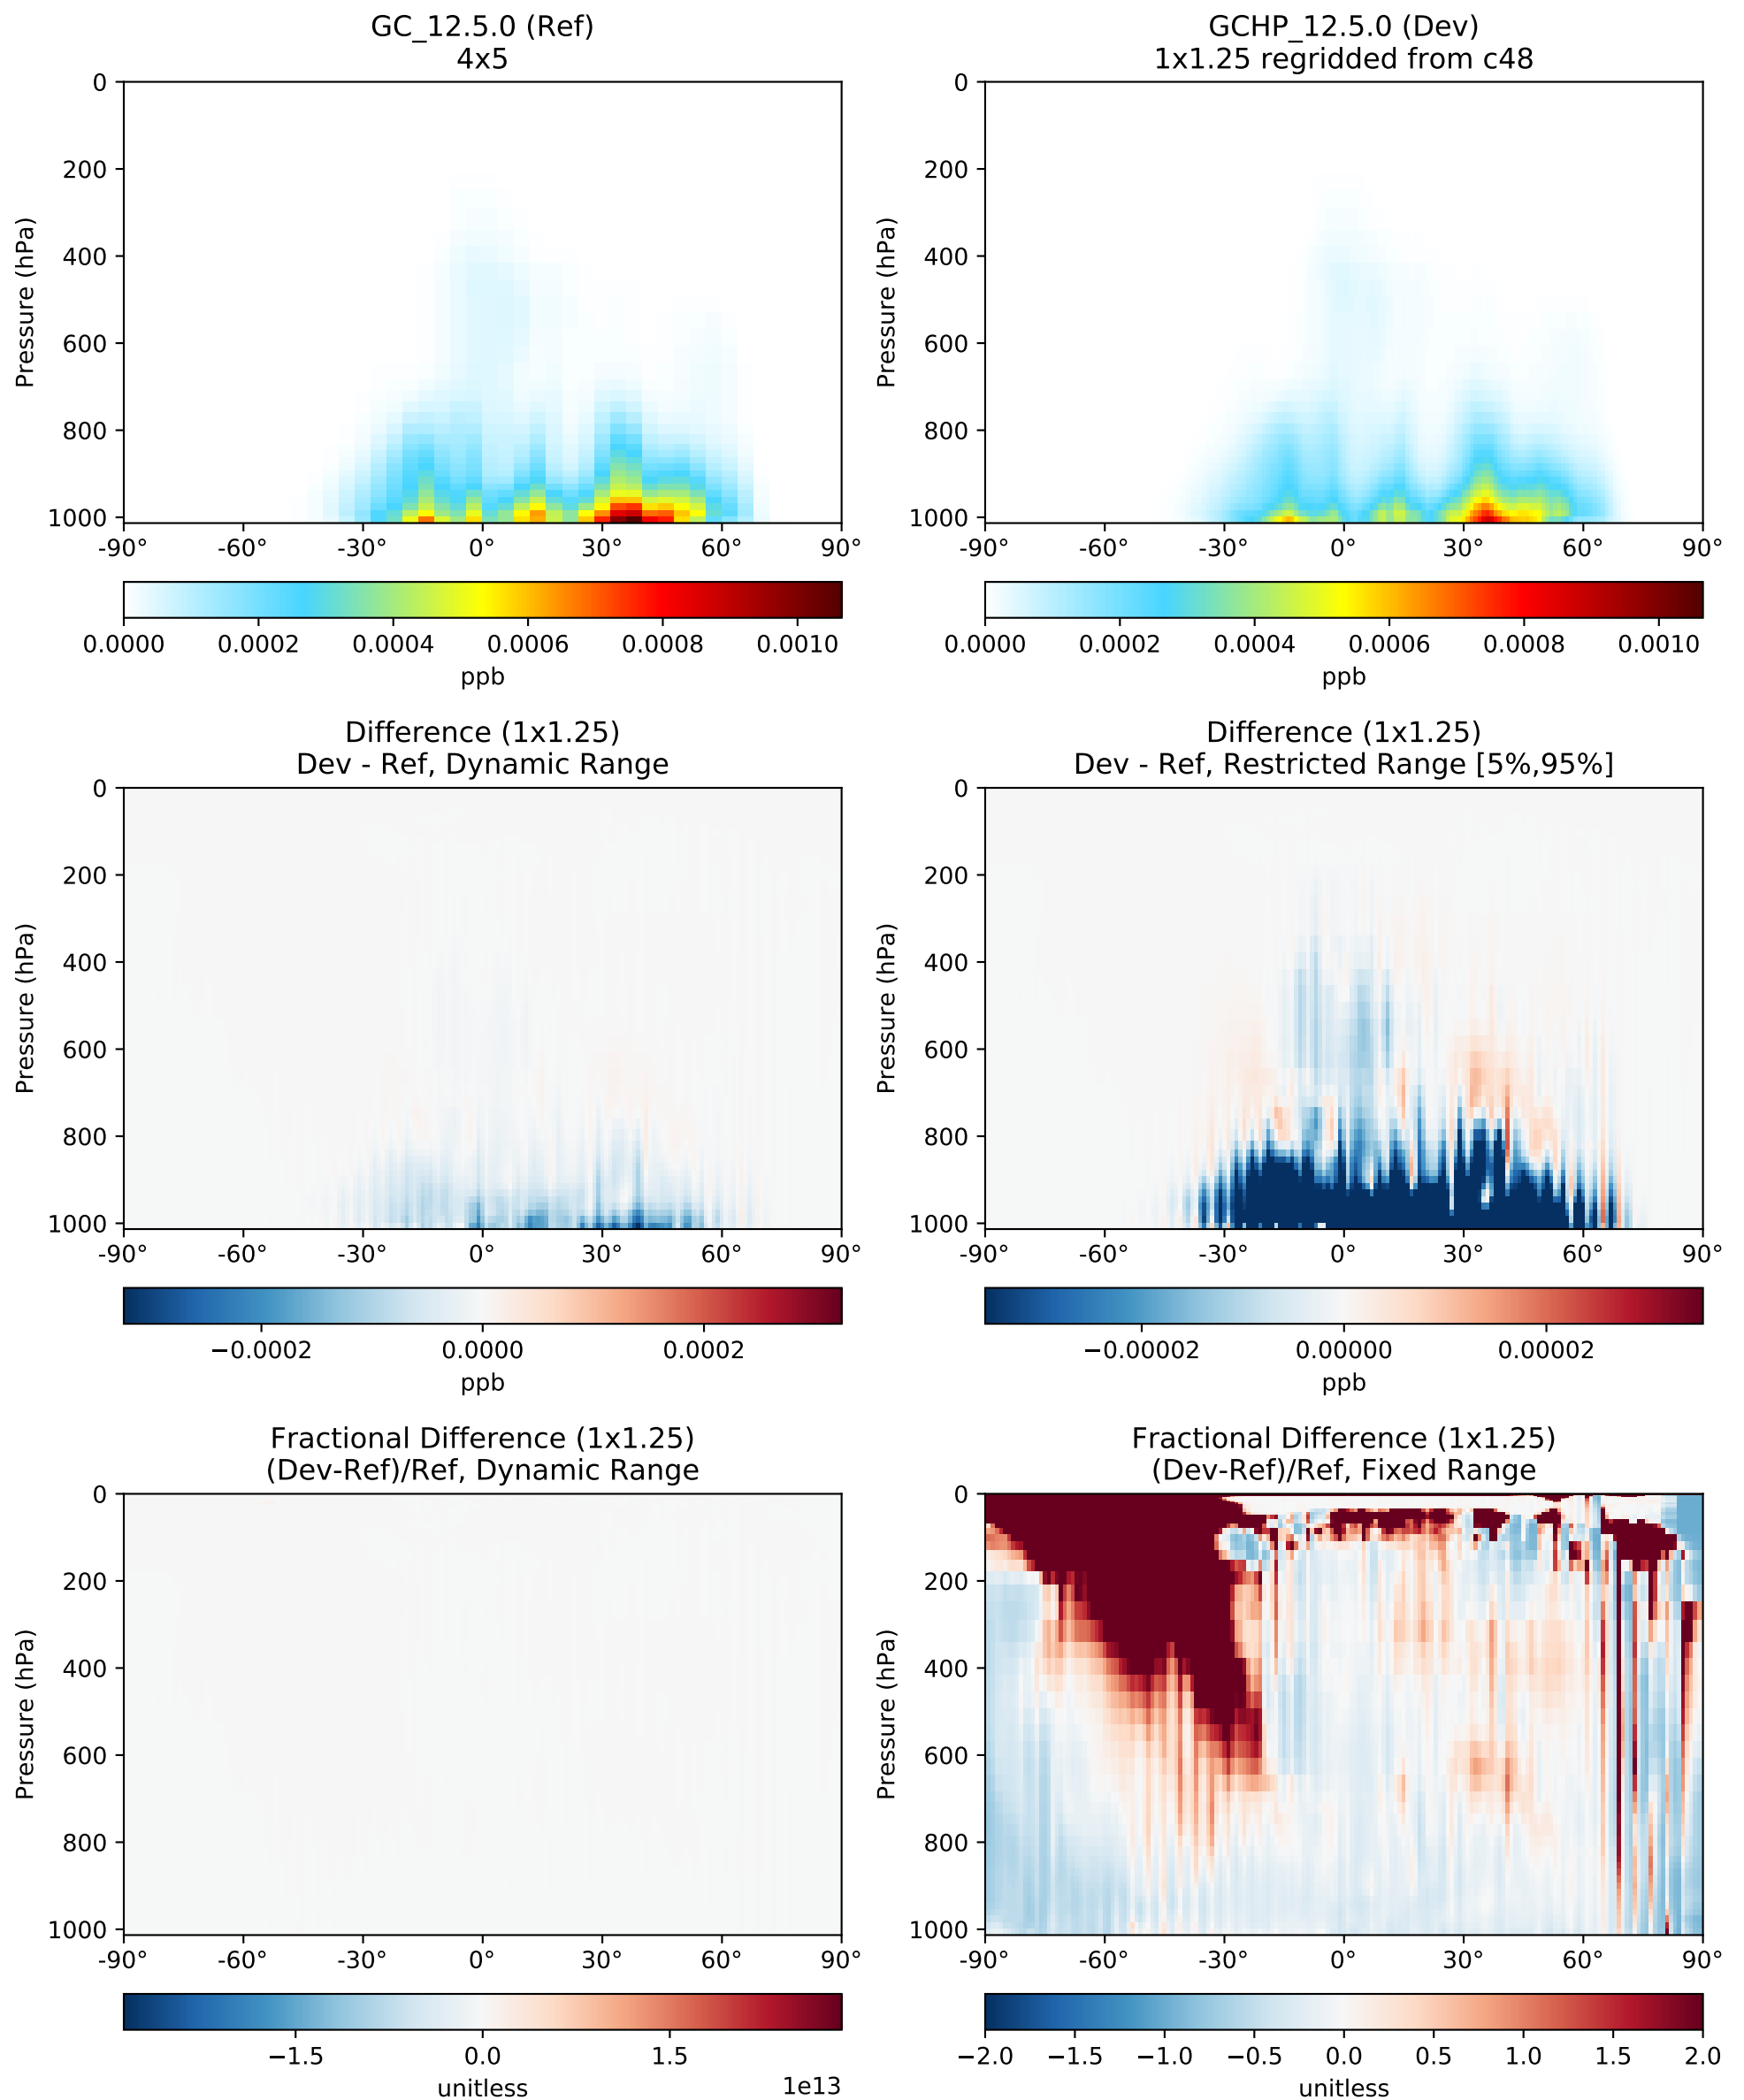 GC_12.5.0 (Ref)
4x5
0
200
400
600
800
1000
Pressure (hPa)
-90° -60° -30° 0° 30° 60° 90°
0.0000 0.0002 0.0004 0.0006 0.0008 0.0010
ppb
GCHP_12.5.0 (Dev)
1x1.25 regridded from c48
0
200
400
600
800
1000
Pressure (hPa)
-90° -60° -30° 0° 30° 60° 90°
0.0000 0.0002 0.0004 0.0006 0.0008 0.0010
ppb
Difference (1x1.25)
Dev - Ref, Dynamic Range
0
200
400
600
800
1000
Pressure (hPa)
-90° -60° -30° 0° 30° 60° 90°
−0.0002 0.0000 0.0002
ppb
Difference (1x1.25)
Dev - Ref, Restricted Range [5%,95%]
0
200
400
600
800
1000
Pressure (hPa)
-90° -60° -30° 0° 30° 60° 90°
−0.00002 0.00000 0.00002
ppb
Fractional Difference (1x1.25)
(Dev-Ref)/Ref, Dynamic Range
0
200
400
600
800
1000
Pressure (hPa)
-90° -60° -30° 0° 30° 60° 90°
−1.5 0.0 1.5
unitless 1e13
Fractional Difference (1x1.25)
(Dev-Ref)/Ref, Fixed Range
0
200
400
600
800
1000
Pressure (hPa)
-90° -60° -30° 0° 30° 60° 90°
−2.0 −1.5 −1.0 −0.5 0.0 0.5 1.0 1.5 2.0
unitless